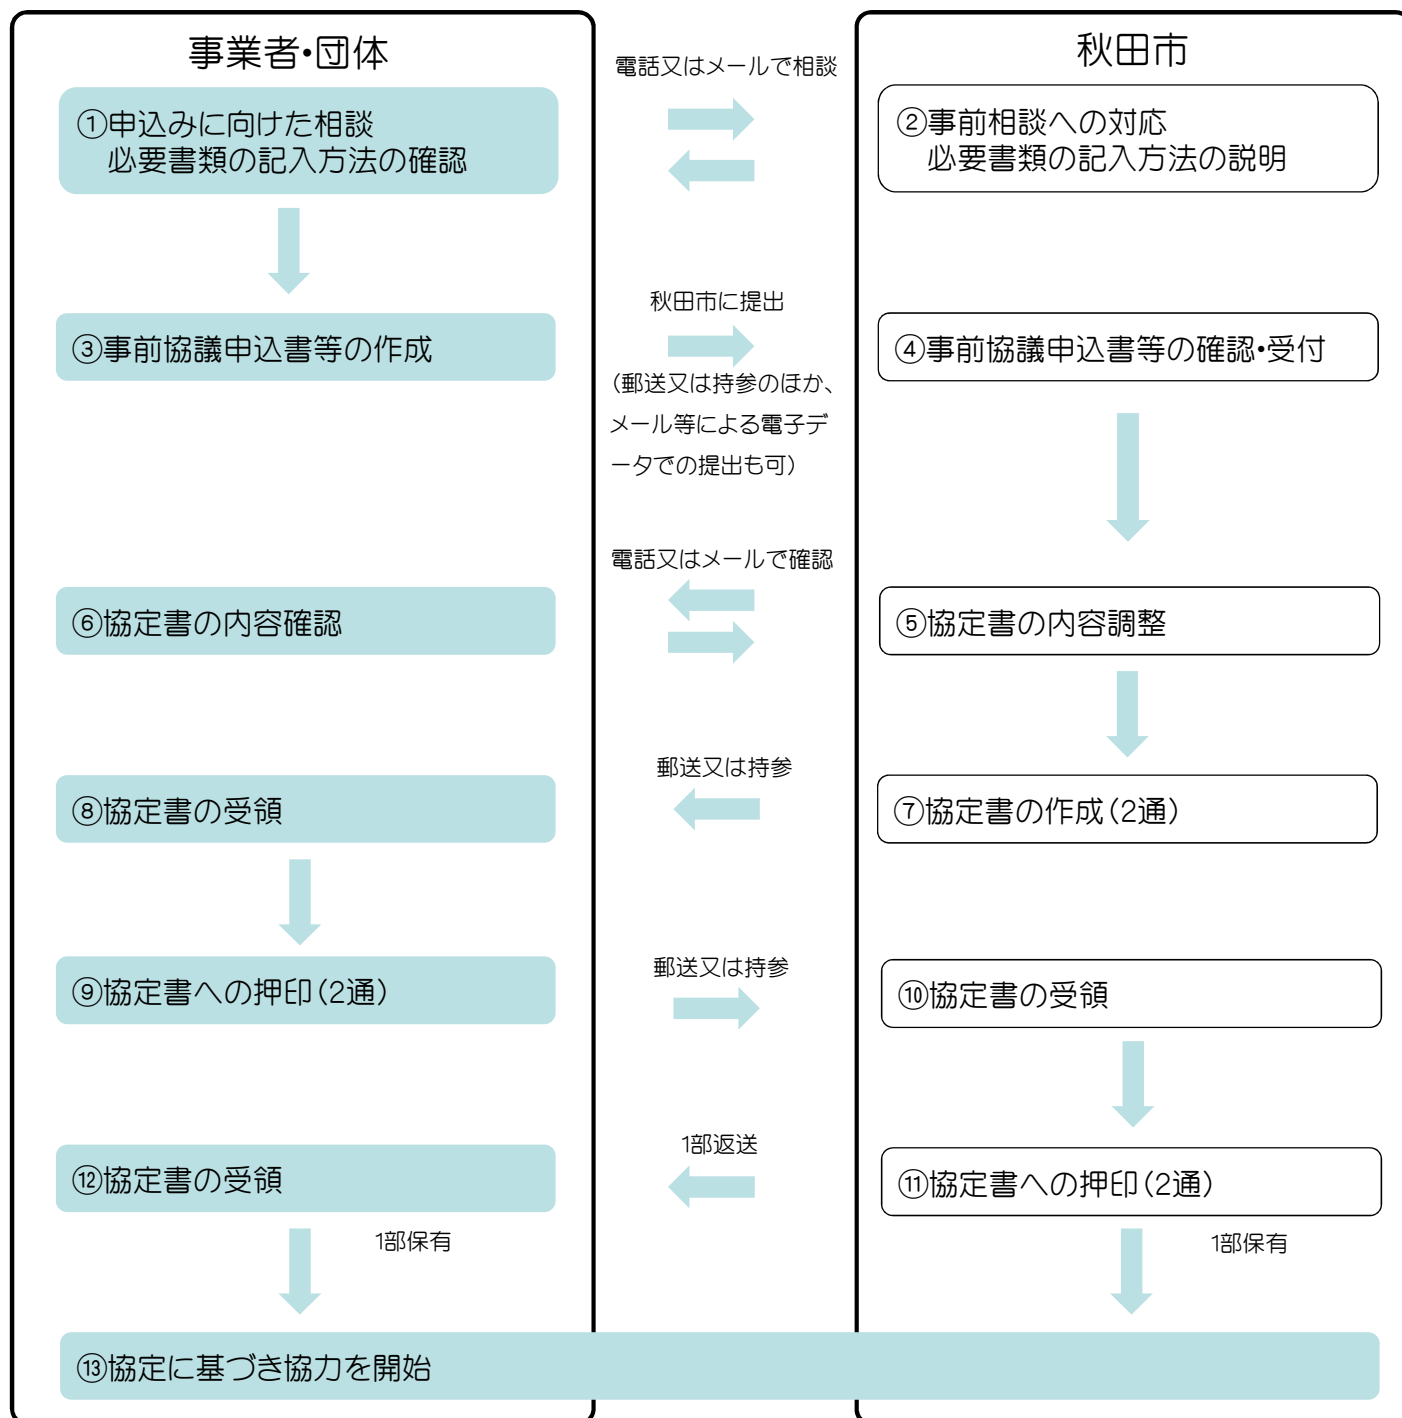 事業者・団体
秋田市
電話又はメールで相談
①申込みに向けた相談
必要書類の記入方法の確認
②事前相談への対応
必要書類の記入方法の説明
秋田市に提出
③事前協議申込書等の作成
④事前協議申込書等の確認・受付
（郵送又は持参のほか、
メール等による電子デ
ータでの提出も可）
電話又はメールで確認
⑥協定書の内容確認
⑤協定書の内容調整
郵送又は持参
⑧協定書の受領
⑦協定書の作成（2通）
郵送又は持参
⑨協定書への押印（2通）
⑩協定書の受領
1部返送
⑫協定書の受領
⑪協定書への押印（2通）
1部保有
1部保有
⑬協定に基づき協力を開始